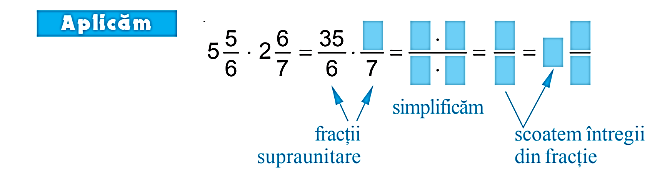 Aplicăm
5 5/6 · 2 6/7 = 35/6 · □/7 = □ · □/□ · □ = □/□ = □ □/□
simplificăm
fracții
supraunitare
scoatem întregii
din fracție